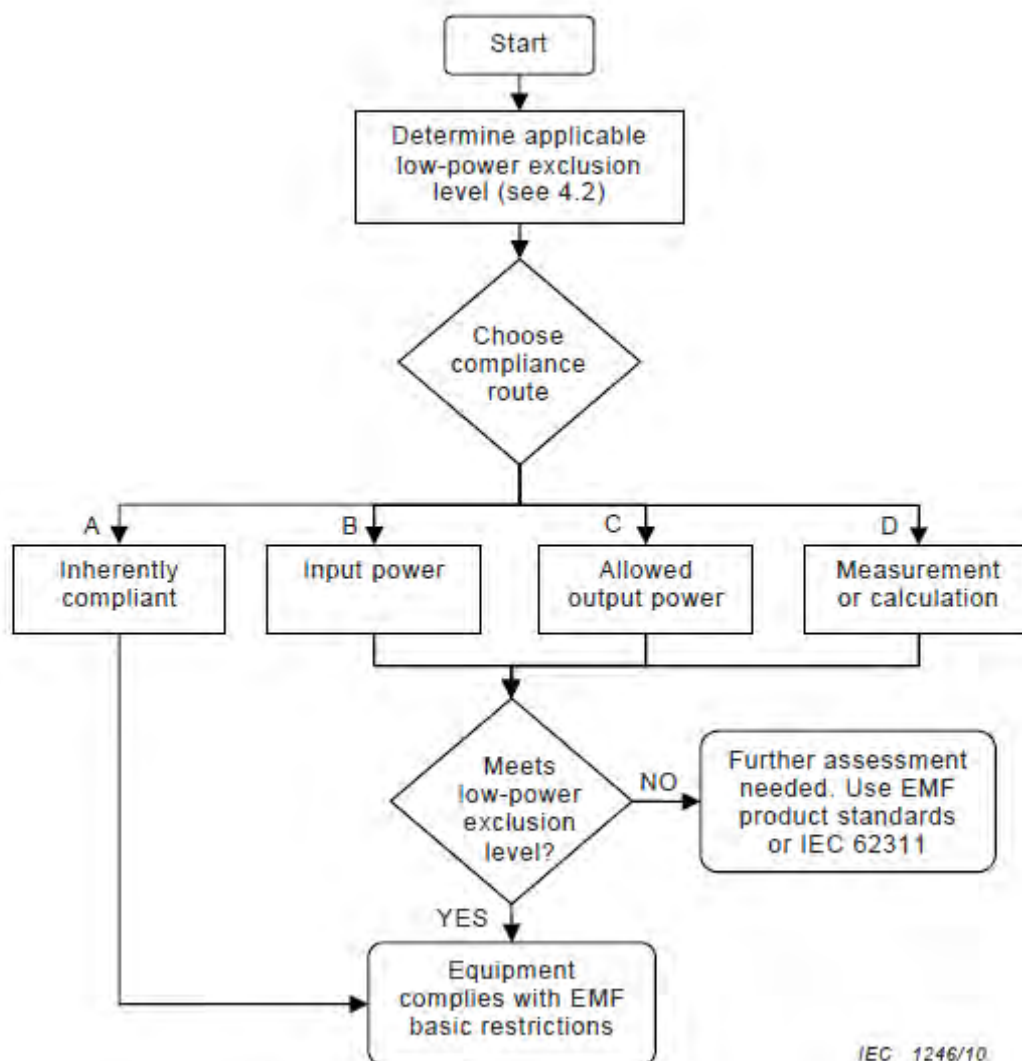 Start
Determine applicable
low-power exclusion
level (see 4.2)
Choose
compliance
route
A
B
C
D
Inherently
compliant
Input power
Allowed
output power
Measurement
or calculation
Meets
low-power
exclusion
level?
NO
Further assessment
needed. Use EMF
product standards
or IEC 62311
YES
Equipment
complies with EMF
basic restrictions
IEC 1246/10